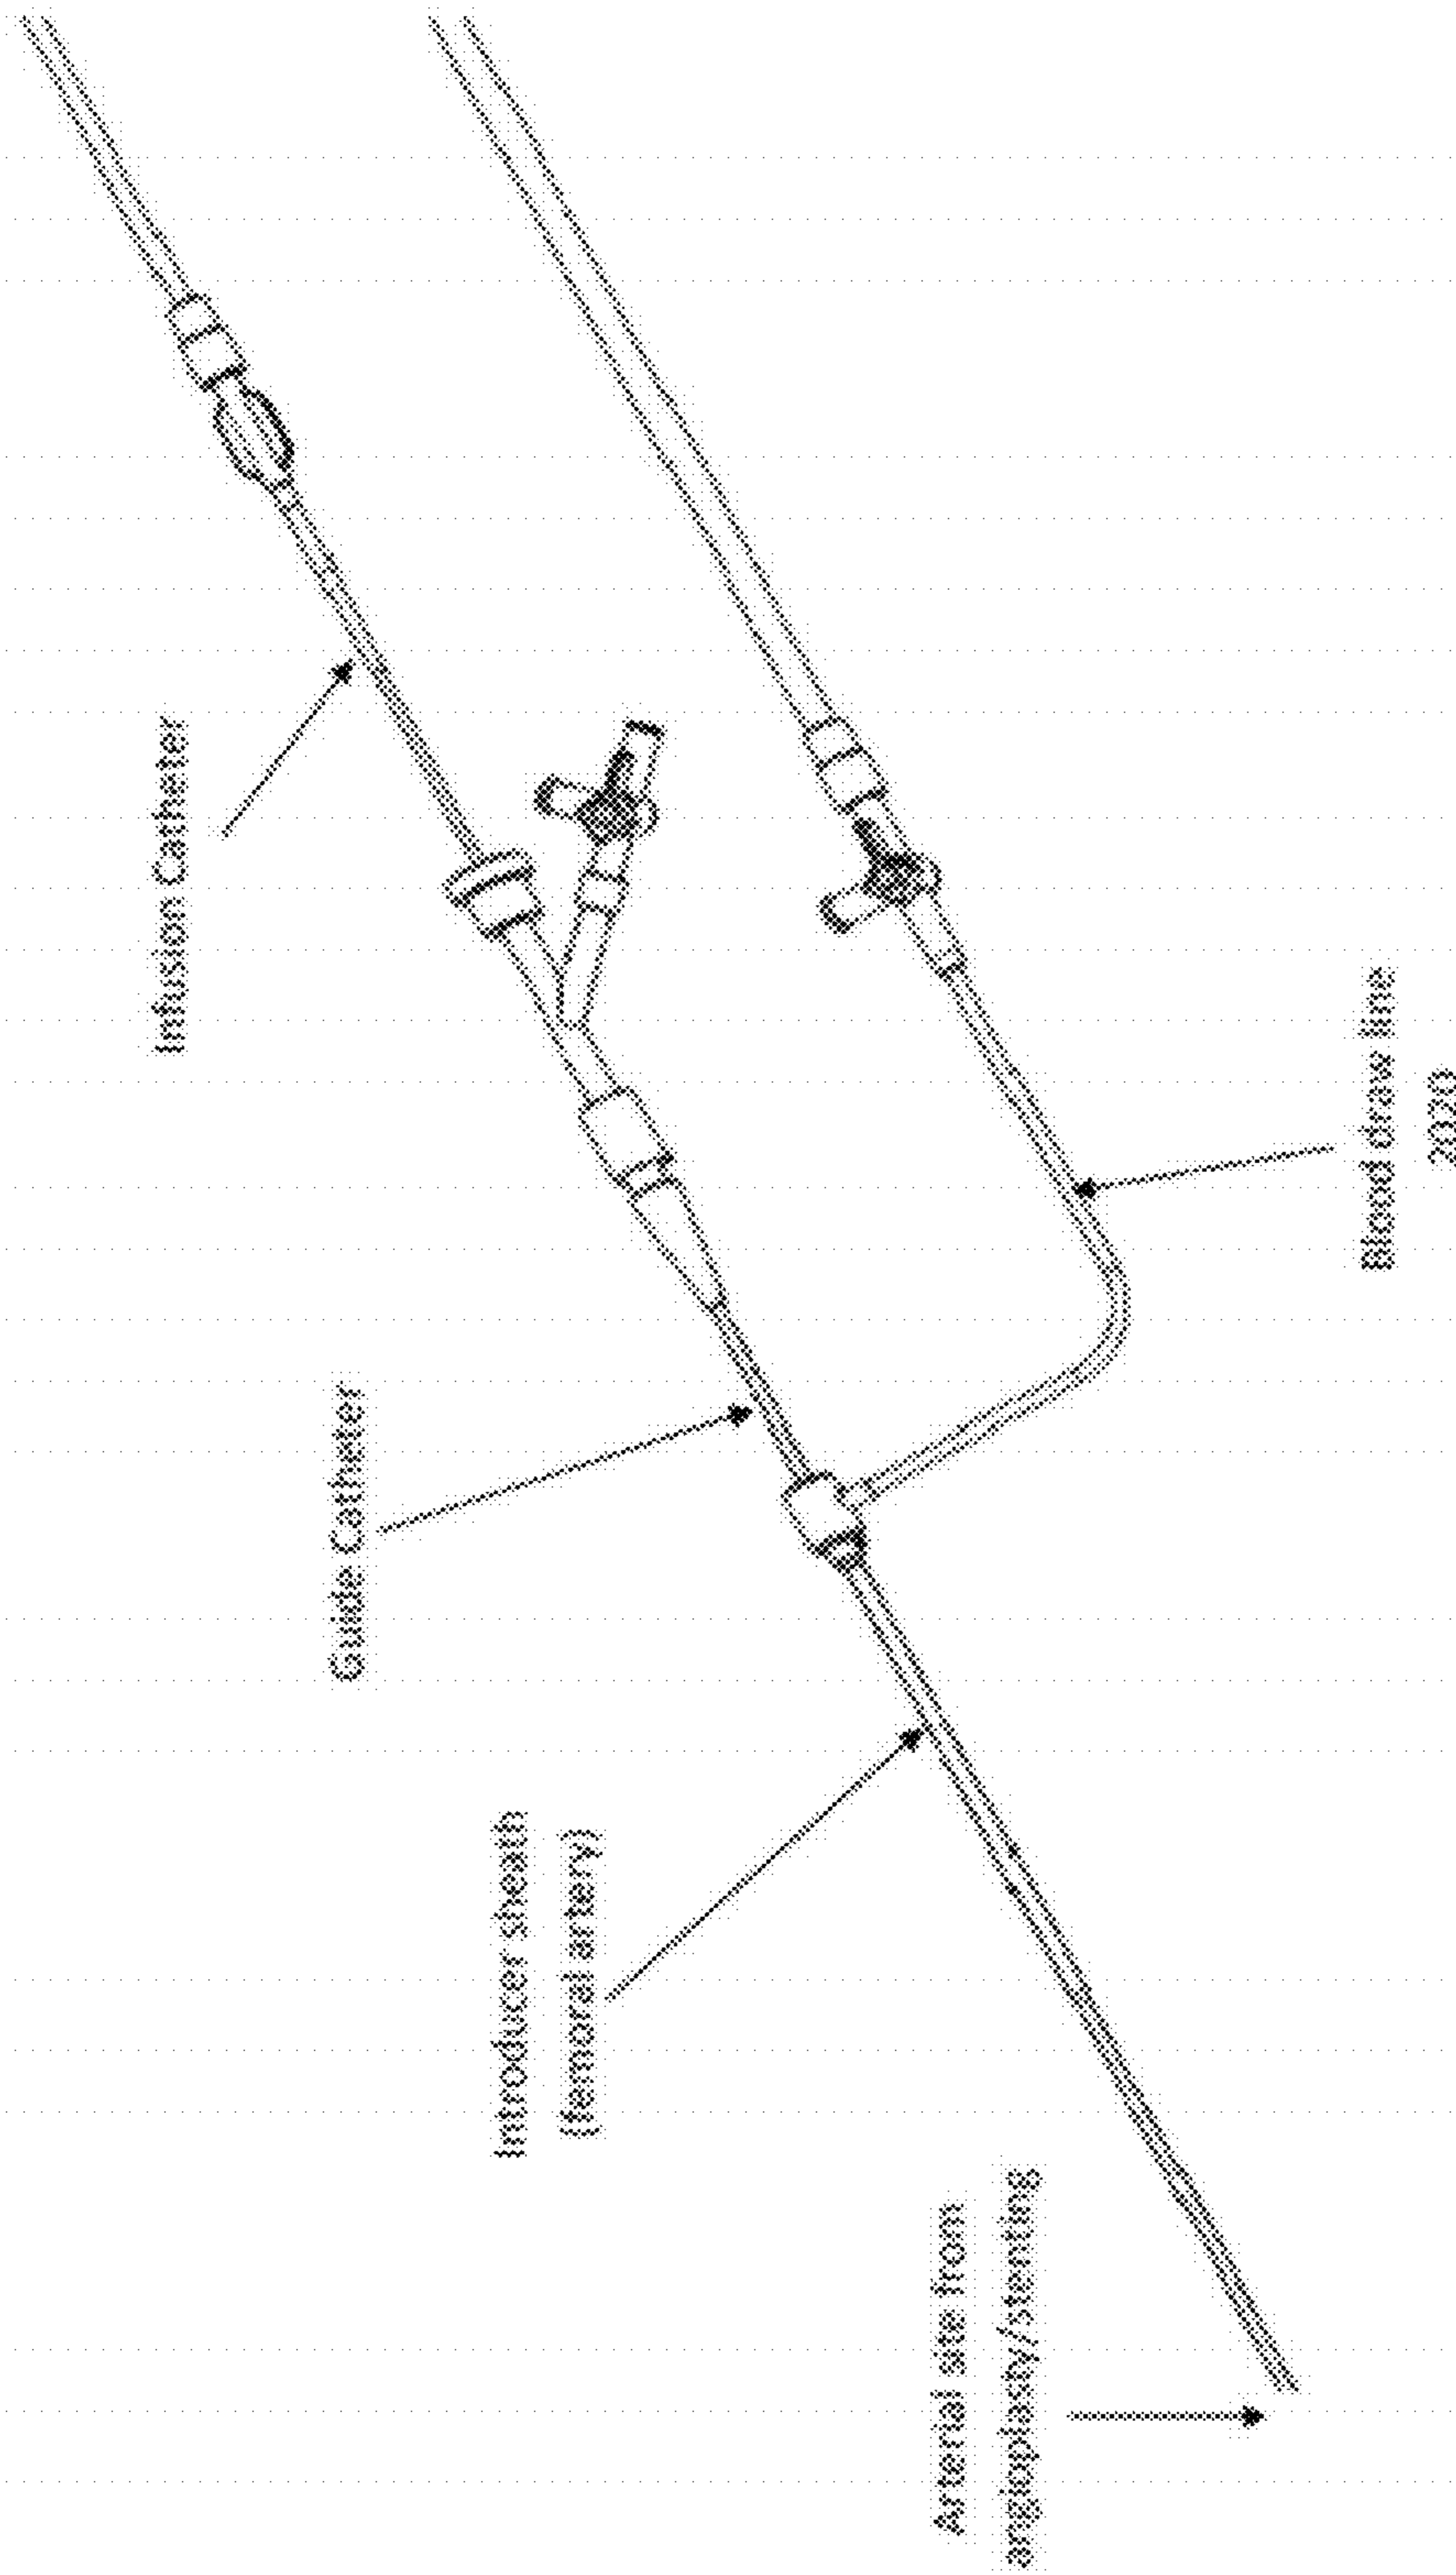 Infusion Catheter
Guide Catheter
Introducer sheath
(femoral artery)
Arterial site from
angioplasty/stenting
Blood draw line
2020